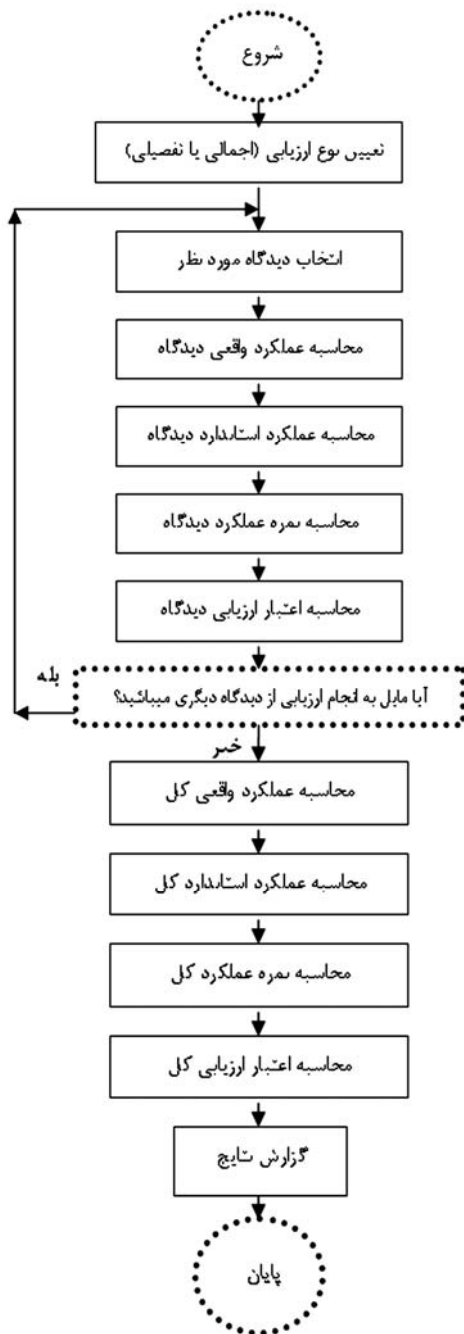 شروع
تعیین نوع ارزیابی (اجمالی یا تفصیلی)
انتخاب دیدگاه مورد نظر
محاسبه عملکرد واقعی دیدگاه
محاسبه عملکرد استاندارد دیدگاه
محاسبه نمره عملکرد دیدگاه
محاسبه اعتبار ارزیابی دیدگاه
بله
آیا مایل به انجام ارزیابی از دیدگاه دیگری میباشید؟
خیر
محاسبه عملکرد واقعی کل
محاسبه عملکرد استاندارد کل
محاسبه نمره عملکرد کل
محاسبه اعتبار ارزیابی کل
گزارش نتایج
پایان